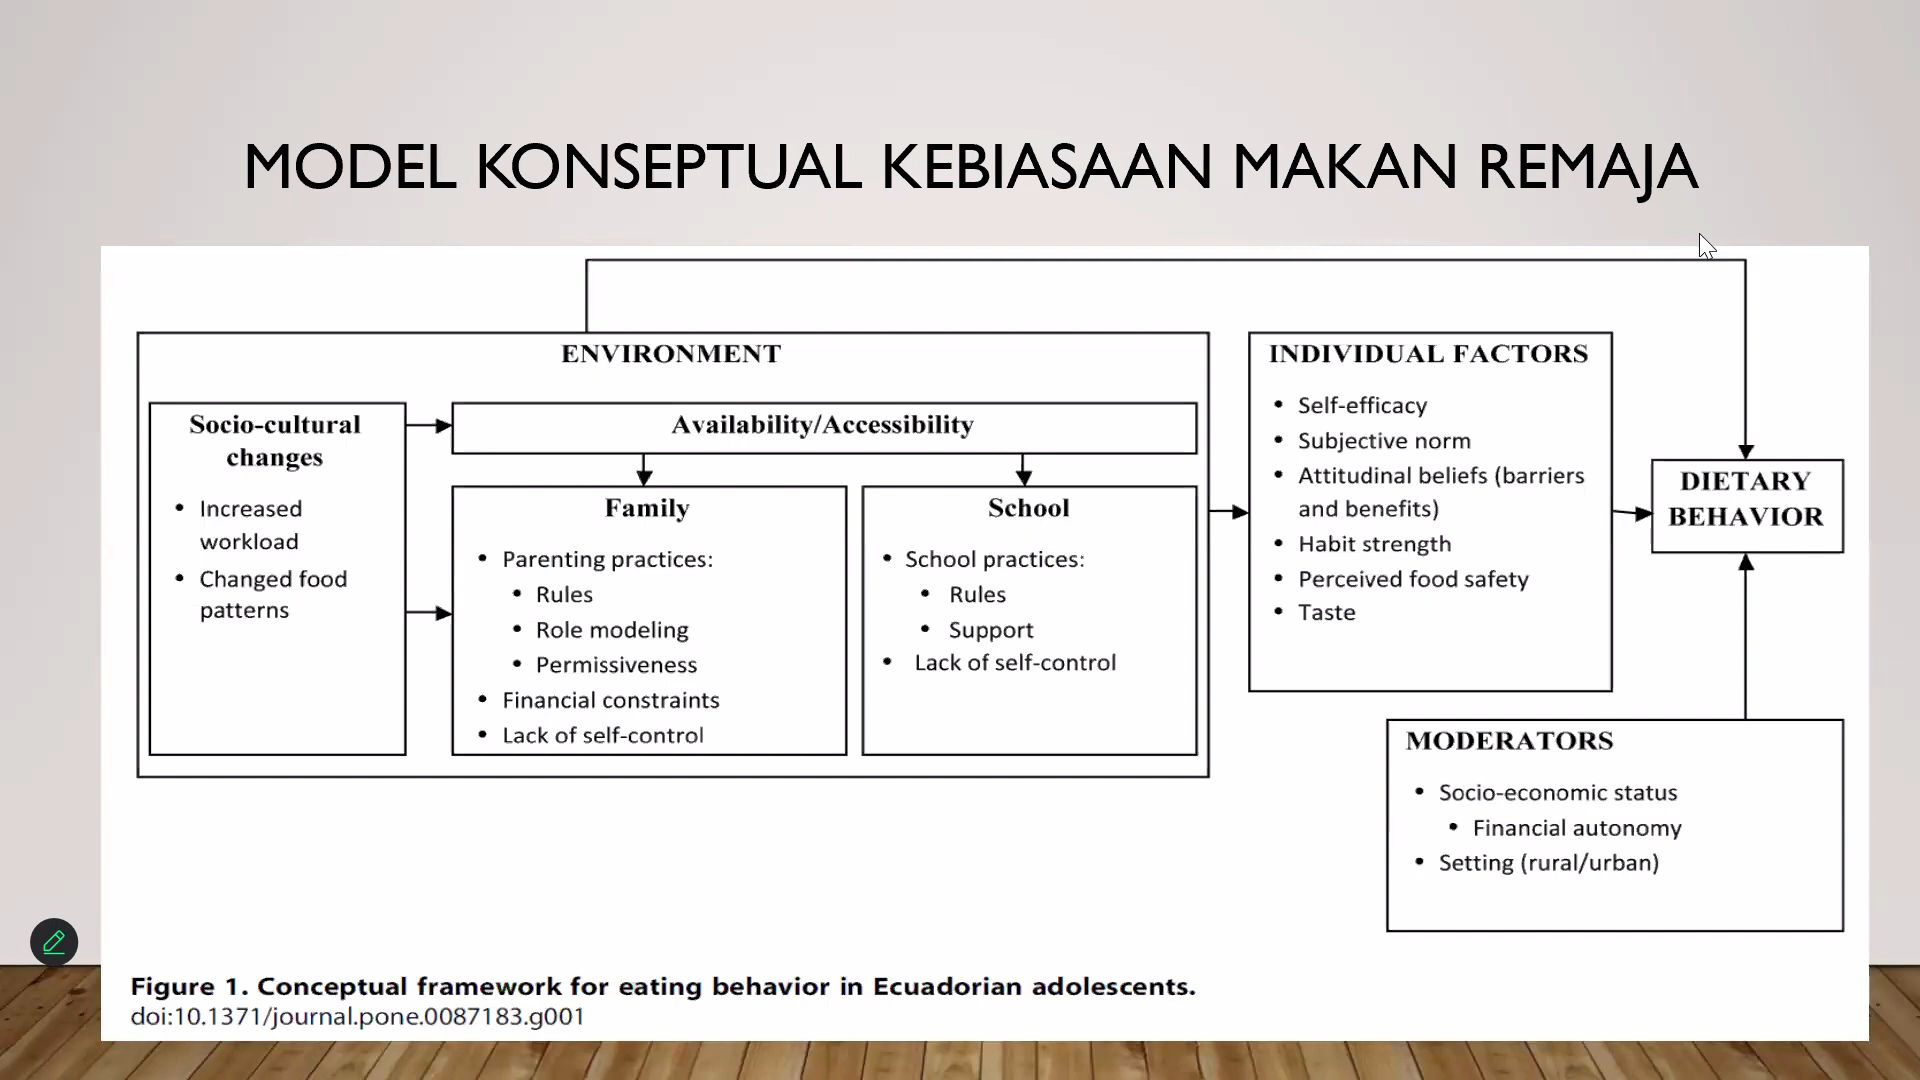 MODEL KONSEPTUAL KEBIASAAN MAKAN REMAJA
ENVIRONMENT
Socio-cultural
changes
• Increased
workload
• Changed food
patterns
Availability/Accessibility
Family
• Parenting practices:
• Rules
• Role modeling
• Permissiveness
• Financial constraints
• Lack of self-control
School
• School practices:
• Rules
• Support
• Lack of self-control
INDIVIDUAL FACTORS
• Self-efficacy
• Subjective norm
• Attitudinal beliefs (barriers
and benefits)
• Habit strength
• Perceived food safety
• Taste
DIETARY
BEHAVIOR
MODERATORS
• Socio-economic status
• Financial autonomy
• Setting (rural/urban)
Figure 1. Conceptual framework for eating behavior in Ecuadorian adolescents.
doi:10.1371/journal.pone.0087183.g001